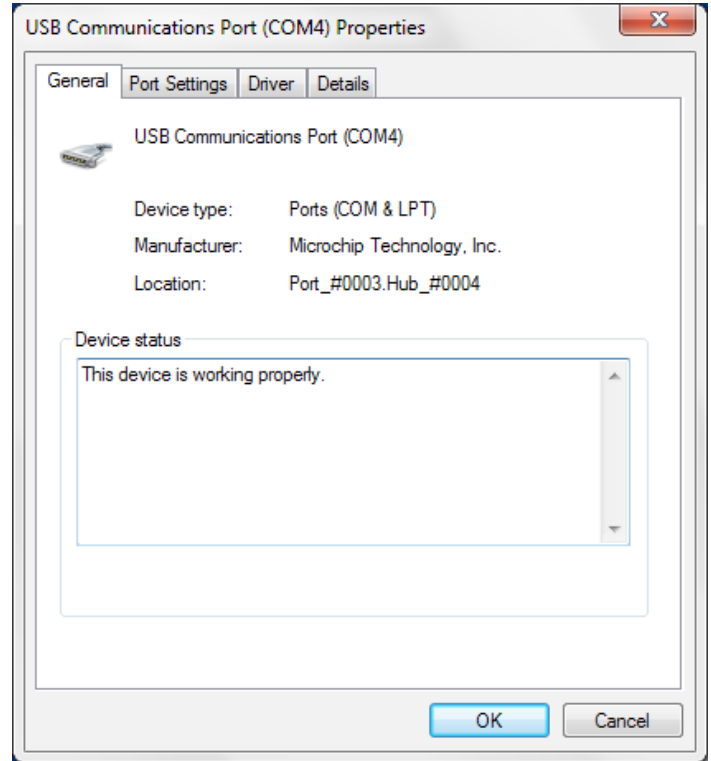 USB Communications Port (COM4) Properties
General Port Settings Driver Details
USB Communications Port (COM4)
Device type: Ports (COM & LPT)
Manufacturer: Microchip Technology, Inc.
Location: Port_#0003.Hub_#0004
Device status
This device is working properly.
OK Cancel